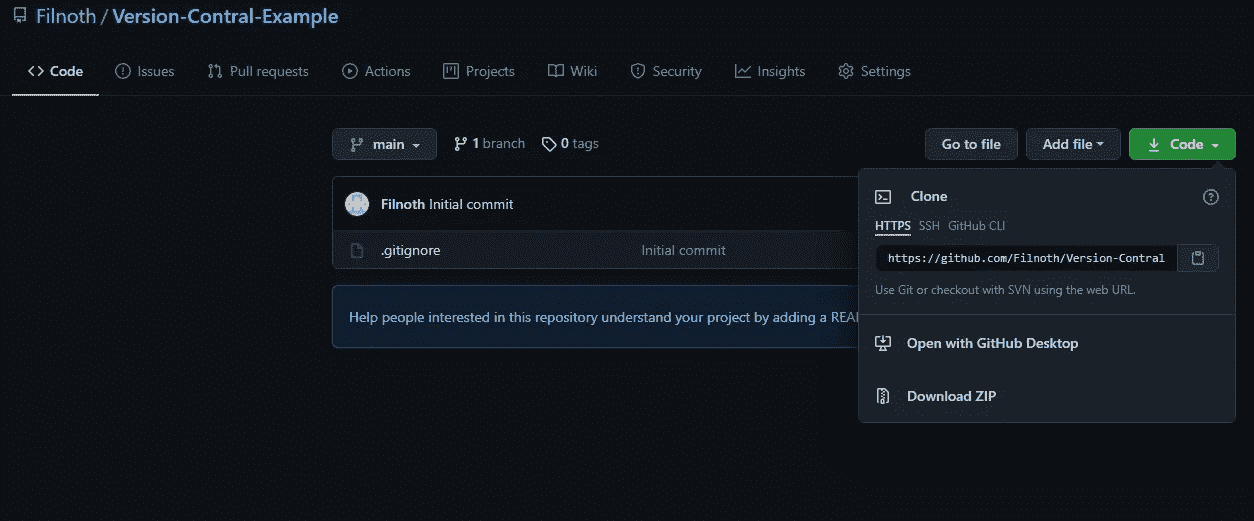 Filnoth / Version-Contral-Example
Code Issues Pull requests Actions Projects Wiki Security Insights Settings
main 1 branch 0 tags Go to file Add file Code
Filnoth Initial commit
.gitignore Initial commit
Help people interested in this repository understand your project by adding a REA
Clone
HTTPS SSH GitHub CLI
https://github.com/Filnoth/Version-Contral
Use Git or checkout with SVN using the web URL.
Open with GitHub Desktop
Download ZIP